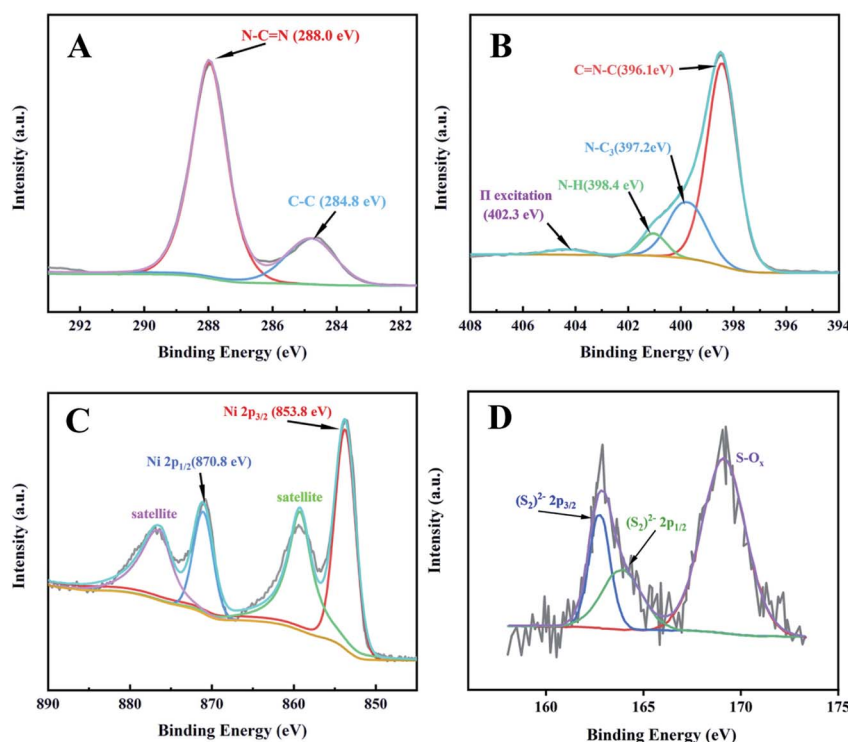 A
N-C=N (288.0 eV)
C-C (284.8 eV)
Intensity (a.u.)
292 290 288 286 284 282
Binding Energy (eV)
B
C=N-C(396.1eV)
N-C₃(397.2eV)
N-H(398.4 eV)
Π excitation
(402.3 eV)
Intensity (a.u.)
408 406 404 402 400 398 396 394
Binding Energy (eV)
C
Ni 2p₃/₂ (853.8 eV)
Ni 2p₁/₂(870.8 eV)
satellite
satellite
Intensity (a.u.)
890 880 870 860 850
Binding Energy (eV)
D
S-Oₓ
(S₂)²⁻ 2p₃/₂
(S₂)²⁻ 2p₁/₂
Intensity (a.u.)
160 165 170 175
Binding Energy (eV)